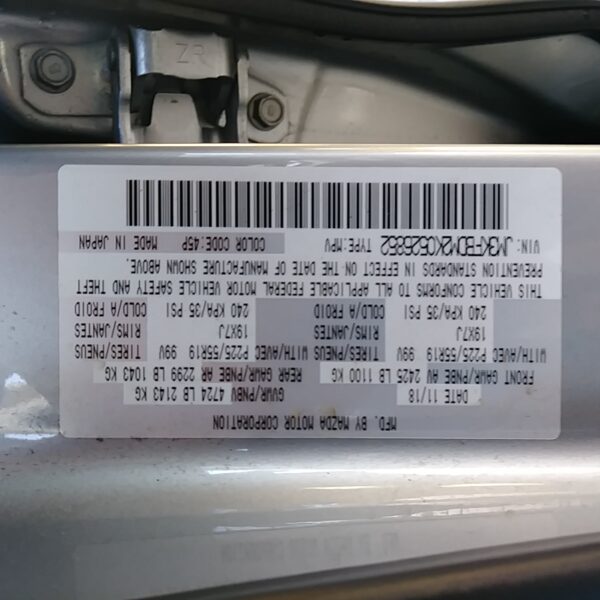 MFD. BY MAZDA MOTOR CORPORATION
DATE 11/18 GVWR/PNBV 4724 LB 2143 KG
FRONT GAWR/PNBE AV 2425 LB 1100 KG REAR GAWR/PNBE AR 2299 LB 1043 KG
WITH/AVEC P225/55R19 99V TIRES/PNEUS WITH/AVEC P225/55R19 99V TIRES/PNEUS
19X7J RIMS/JANTES 19X7J RIMS/JANTES
240 KPA/35 PSI COLD/A FROID 240 KPA/35 PSI COLD/A FROID
THIS VEHICLE CONFORMS TO ALL APPLICABLE FEDERAL MOTOR VEHICLE SAFETY AND THEFT
PREVENTION STANDARDS IN EFFECT ON THE DATE OF MANUFACTURE SHOWN ABOVE.
VIN: JM3KFBDM2K0526852 TYPE:MPV COLOR CODE:45P MADE IN JAPAN
ZR